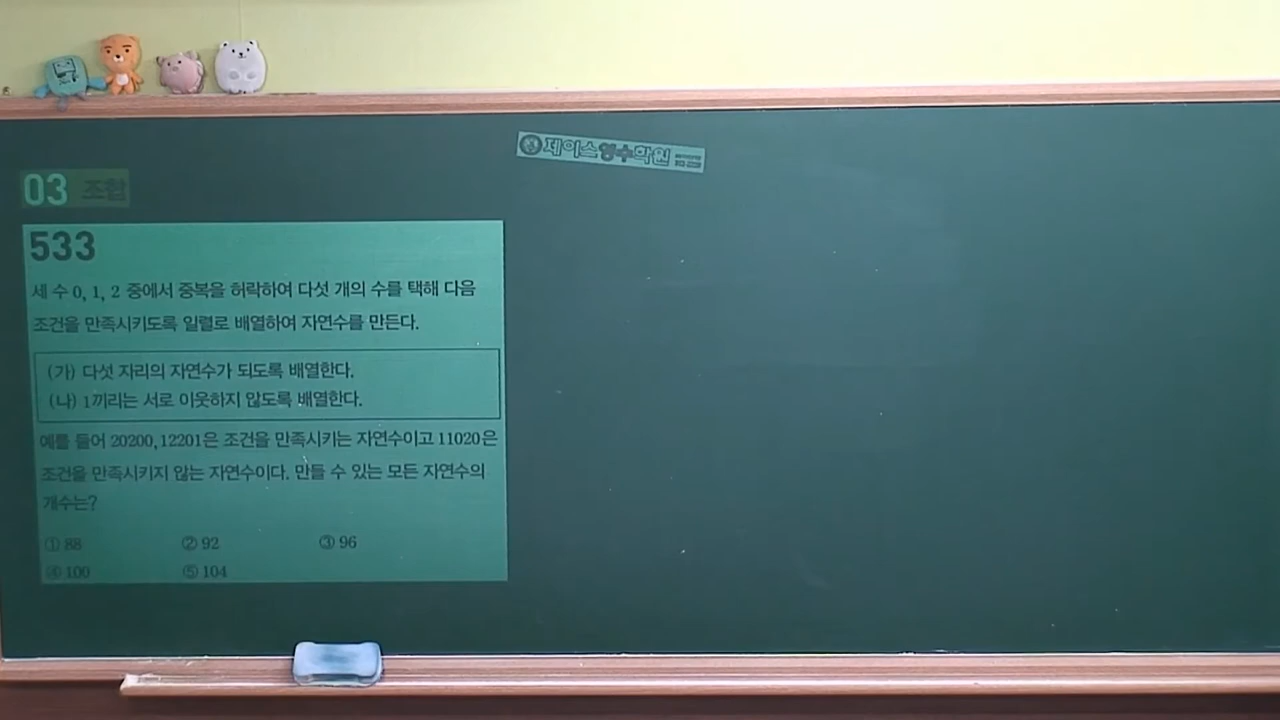 제이스영수학원
03 조합
533
세 수 0, 1, 2 중에서 중복을 허락하여 다섯 개의 수를 택해 다음
조건을 만족시키도록 일렬로 배열하여 자연수를 만든다.
(가) 다섯 자리의 자연수가 되도록 배열한다.
(나) 1끼리는 서로 이웃하지 않도록 배열한다.
예를 들어 20200, 12201은 조건을 만족시키는 자연수이고 11020은
조건을 만족시키지 않는 자연수이다. 만들 수 있는 모든 자연수의
개수는?
① 88 ② 92 ③ 96
④ 100 ⑤ 104